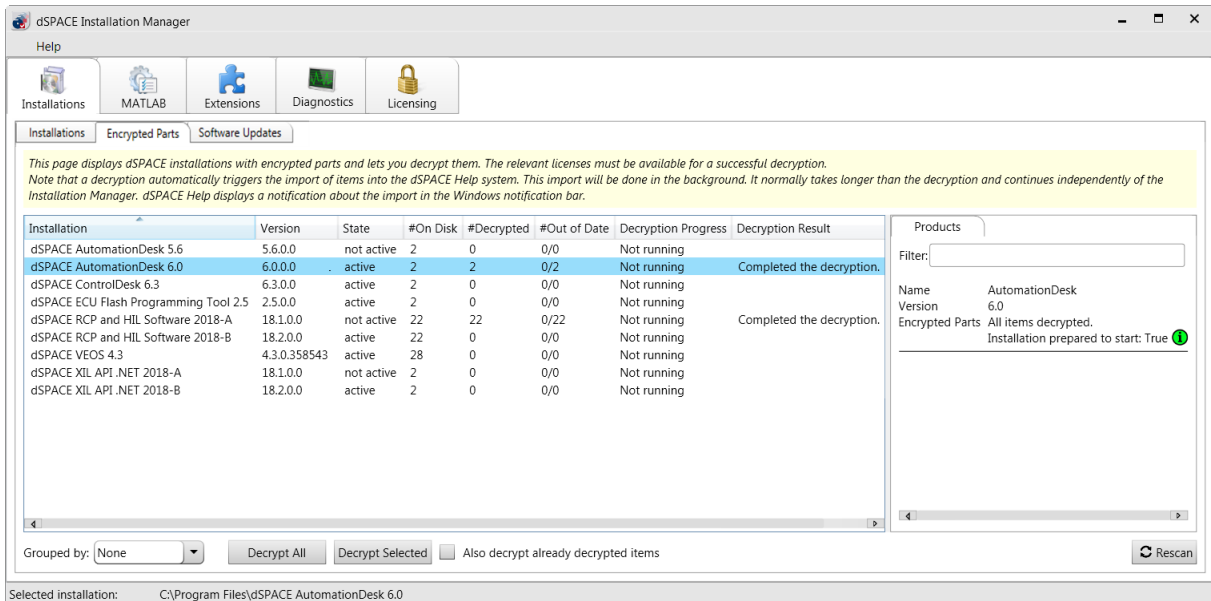 dSPACE Installation Manager
Help
Installations MATLAB Extensions Diagnostics Licensing
Installations Encrypted Parts Software Updates
This page displays dSPACE installations with encrypted parts and lets you decrypt them. The relevant licenses must be available for a successful decryption.
Note that a decryption automatically triggers the import of items into the dSPACE Help system. This import will be done in the background. It normally takes longer than the decryption and continues independently of the
Installation Manager. dSPACE Help displays a notification about the import in the Windows notification bar.
Installation Version State #On Disk #Decrypted #Out of Date Decryption Progress Decryption Result
dSPACE AutomationDesk 5.6 5.6.0.0 not active 2 0 0/0 Not running
dSPACE AutomationDesk 6.0 6.0.0.0 . active 2 2 0/2 Not running Completed the decryption.
dSPACE ControlDesk 6.3 6.3.0.0 active 2 0 0/0 Not running
dSPACE ECU Flash Programming Tool 2.5 2.5.0.0 active 2 0 0/0 Not running
dSPACE RCP and HIL Software 2018-A 18.1.0.0 not active 22 22 0/22 Not running Completed the decryption.
dSPACE RCP and HIL Software 2018-B 18.2.0.0 active 22 0 0/0 Not running
dSPACE VEOS 4.3 4.3.0.358543 active 28 0 0/0 Not running
dSPACE XIL API .NET 2018-A 18.1.0.0 not active 2 0 0/0 Not running
dSPACE XIL API .NET 2018-B 18.2.0.0 active 2 0 0/0 Not running
Products
Filter:
Name AutomationDesk
Version 6.0
Encrypted Parts All items decrypted.
Installation prepared to start: True
Grouped by: None Decrypt All Decrypt Selected Also decrypt already decrypted items Rescan
Selected installation: C:\Program Files\dSPACE AutomationDesk 6.0